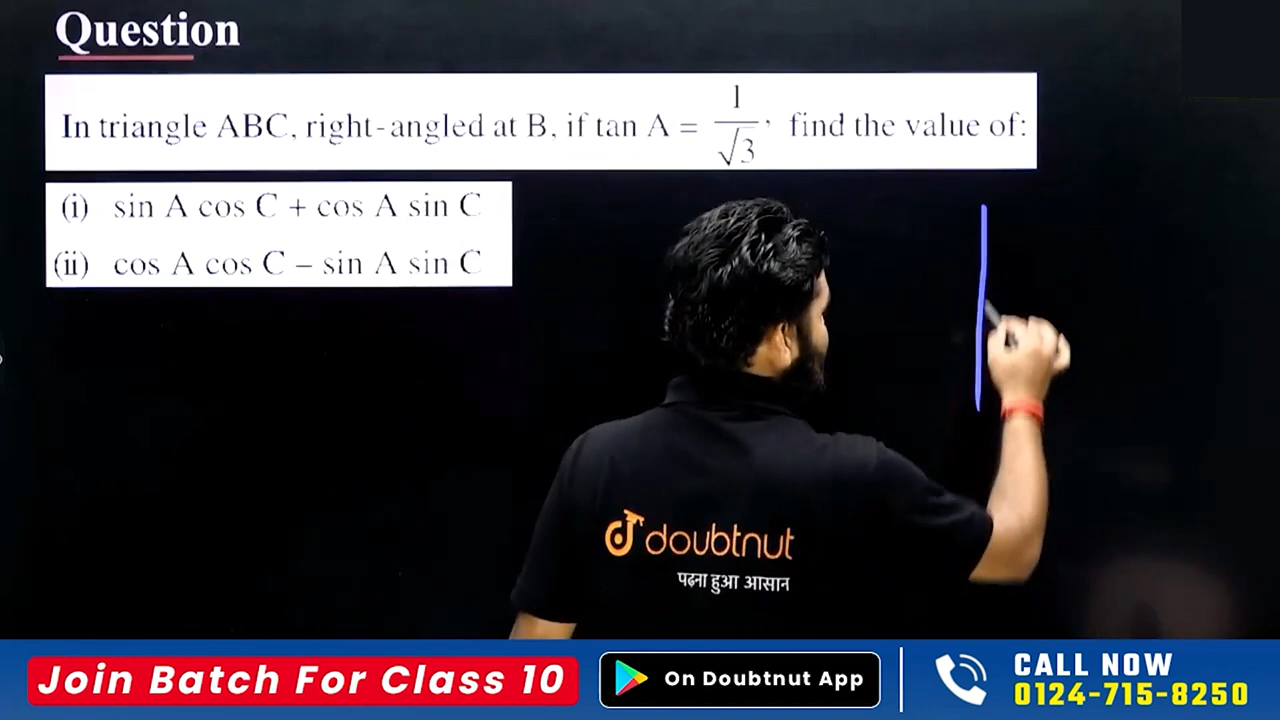 Question
In triangle ABC, right-angled at B, if tan A = 1/√3, find the value of:
(i) sin A cos C + cos A sin C
(ii) cos A cos C – sin A sin C
doubtnut
पढ़ना हुआ आसान
Join Batch For Class 10
On Doubtnut App
CALL NOW
0124-715-8250